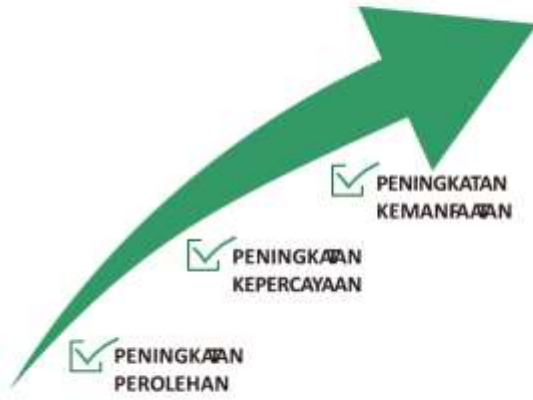 PENINGKATAN
KEMANFAATAN
PENINGKATAN
KEPERCAYAAN
PENINGKATAN
PEROLEHAN